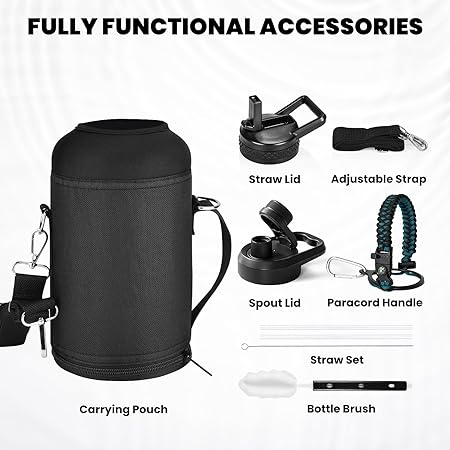 FULLY FUNCTIONAL ACCESSORIES
Straw Lid
Adjustable Strap
Spout Lid
Paracord Handle
Straw Set
Carrying Pouch
Bottle Brush